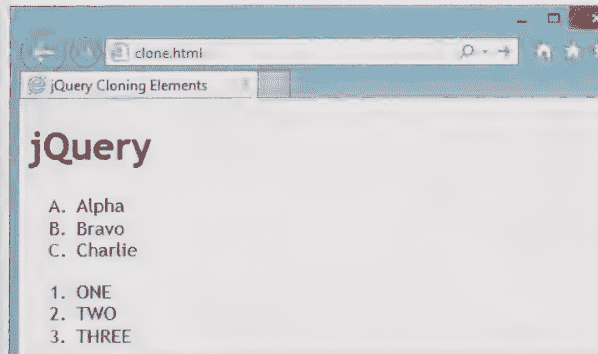 clone.html
jQuery Cloning Elements
jQuery
A. Alpha
B. Bravo
C. Charlie
1. ONE
2. TWO
3. THREE